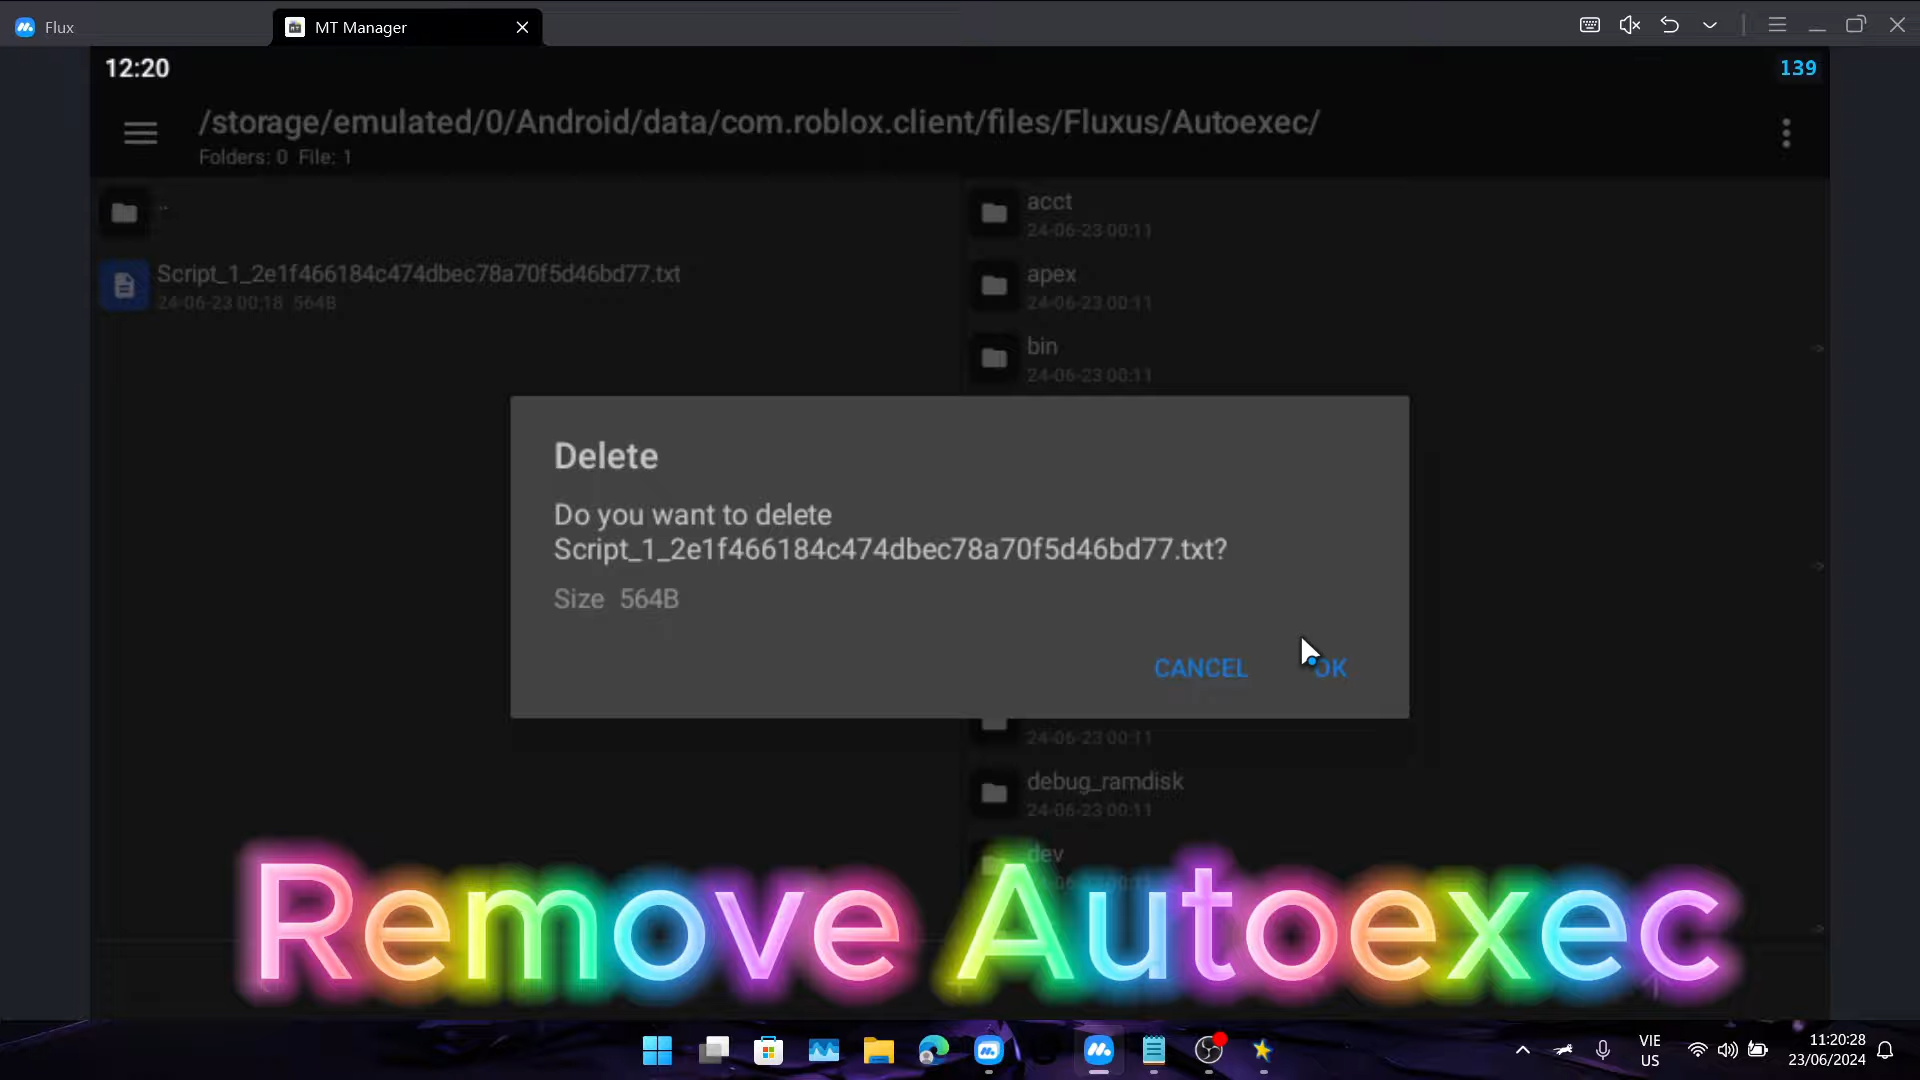 Flux
MT Manager
12:20
139
/storage/emulated/0/Android/data/com.roblox.client/files/Fluxus/Autoexec/
Folders: 0 File: 1
..
Script_1_2e1f466184c474dbec78a70f5d46bd77.txt
24-06-23 00:18 564B
acct
24-06-23 00:11
apex
24-06-23 00:11
bin
24-06-23 00:11
->
Delete
Do you want to delete
Script_1_2e1f466184c474dbec78a70f5d46bd77.txt?
Size 564B
->
CANCEL
OK
24-06-23 00:11
debug_ramdisk
24-06-23 00:11
dev
->
Remove Autoexec
VIE
US
11:20:28
23/06/2024